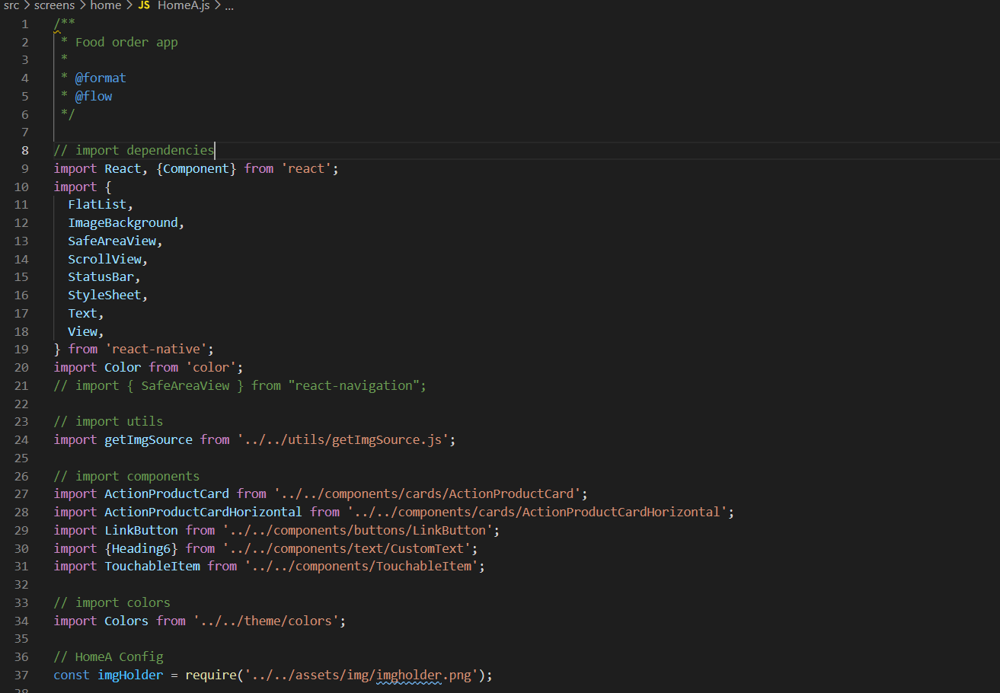 src > screens > home > JS HomeA.js > ...
1 /**
2  * Food order app
3  *
4  * @format
5  * @flow
6  */
7
8 // import dependencies
9 import React, {Component} from 'react';
10 import {
11   FlatList,
12   ImageBackground,
13   SafeAreaView,
14   ScrollView,
15   StatusBar,
16   StyleSheet,
17   Text,
18   View,
19 } from 'react-native';
20 import Color from 'color';
21 // import { SafeAreaView } from "react-navigation";
22
23 // import utils
24 import getImgSource from '../../utils/getImgSource.js';
25
26 // import components
27 import ActionProductCard from '../../components/cards/ActionProductCard';
28 import ActionProductCardHorizontal from '../../components/cards/ActionProductCardHorizontal';
29 import LinkButton from '../../components/buttons/LinkButton';
30 import {Heading6} from '../../components/text/CustomText';
31 import TouchableItem from '../../components/TouchableItem';
32
33 // import colors
34 import Colors from '../../theme/colors';
35
36 // HomeA Config
37 const imgHolder = require('../../assets/img/imgholder.png');
38